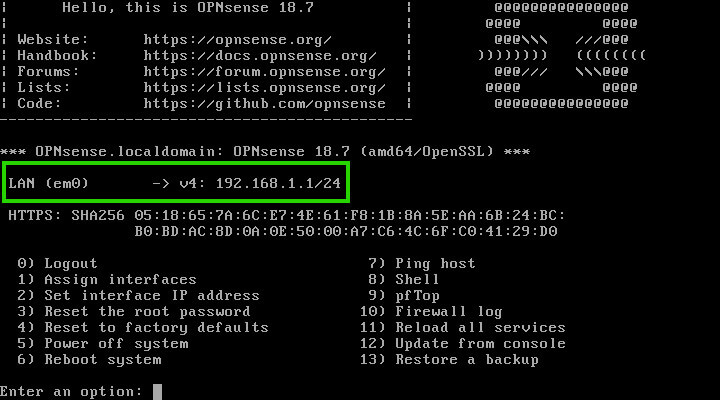 |      Hello, this is OPNsense 18.7          |         @@@@@@@@@@@@@@@
|                                            |        @@@@         @@@@
| Website:      https://opnsense.org/        |         @@@\\\   ///@@@
| Handbook:     https://docs.opnsense.org/   |       ))))))))   ((((((((
| Forums:       https://forum.opnsense.org/  |         @@@///   \\\@@@
| Lists:        https://lists.opnsense.org/  |        @@@@         @@@@
| Code:         https://github.com/opnsense  |         @@@@@@@@@@@@@@@
----------------------------------------------
*** OPNsense.localdomain: OPNsense 18.7 (amd64/OpenSSL) ***
LAN (em0)       -> v4: 192.168.1.1/24
HTTPS: SHA256 05:18:65:7A:6C:E7:4E:61:F8:1B:8A:5E:AA:6B:24:BC:
B0:BD:AC:8D:0A:0E:50:00:A7:C6:4C:6F:C0:41:29:D0
0) Logout                              7) Ping host
1) Assign interfaces                   8) Shell
2) Set interface IP address            9) pfTop
3) Reset the root password            10) Firewall log
4) Reset to factory defaults          11) Reload all services
5) Power off system                   12) Update from console
6) Reboot system                      13) Restore a backup
Enter an option: